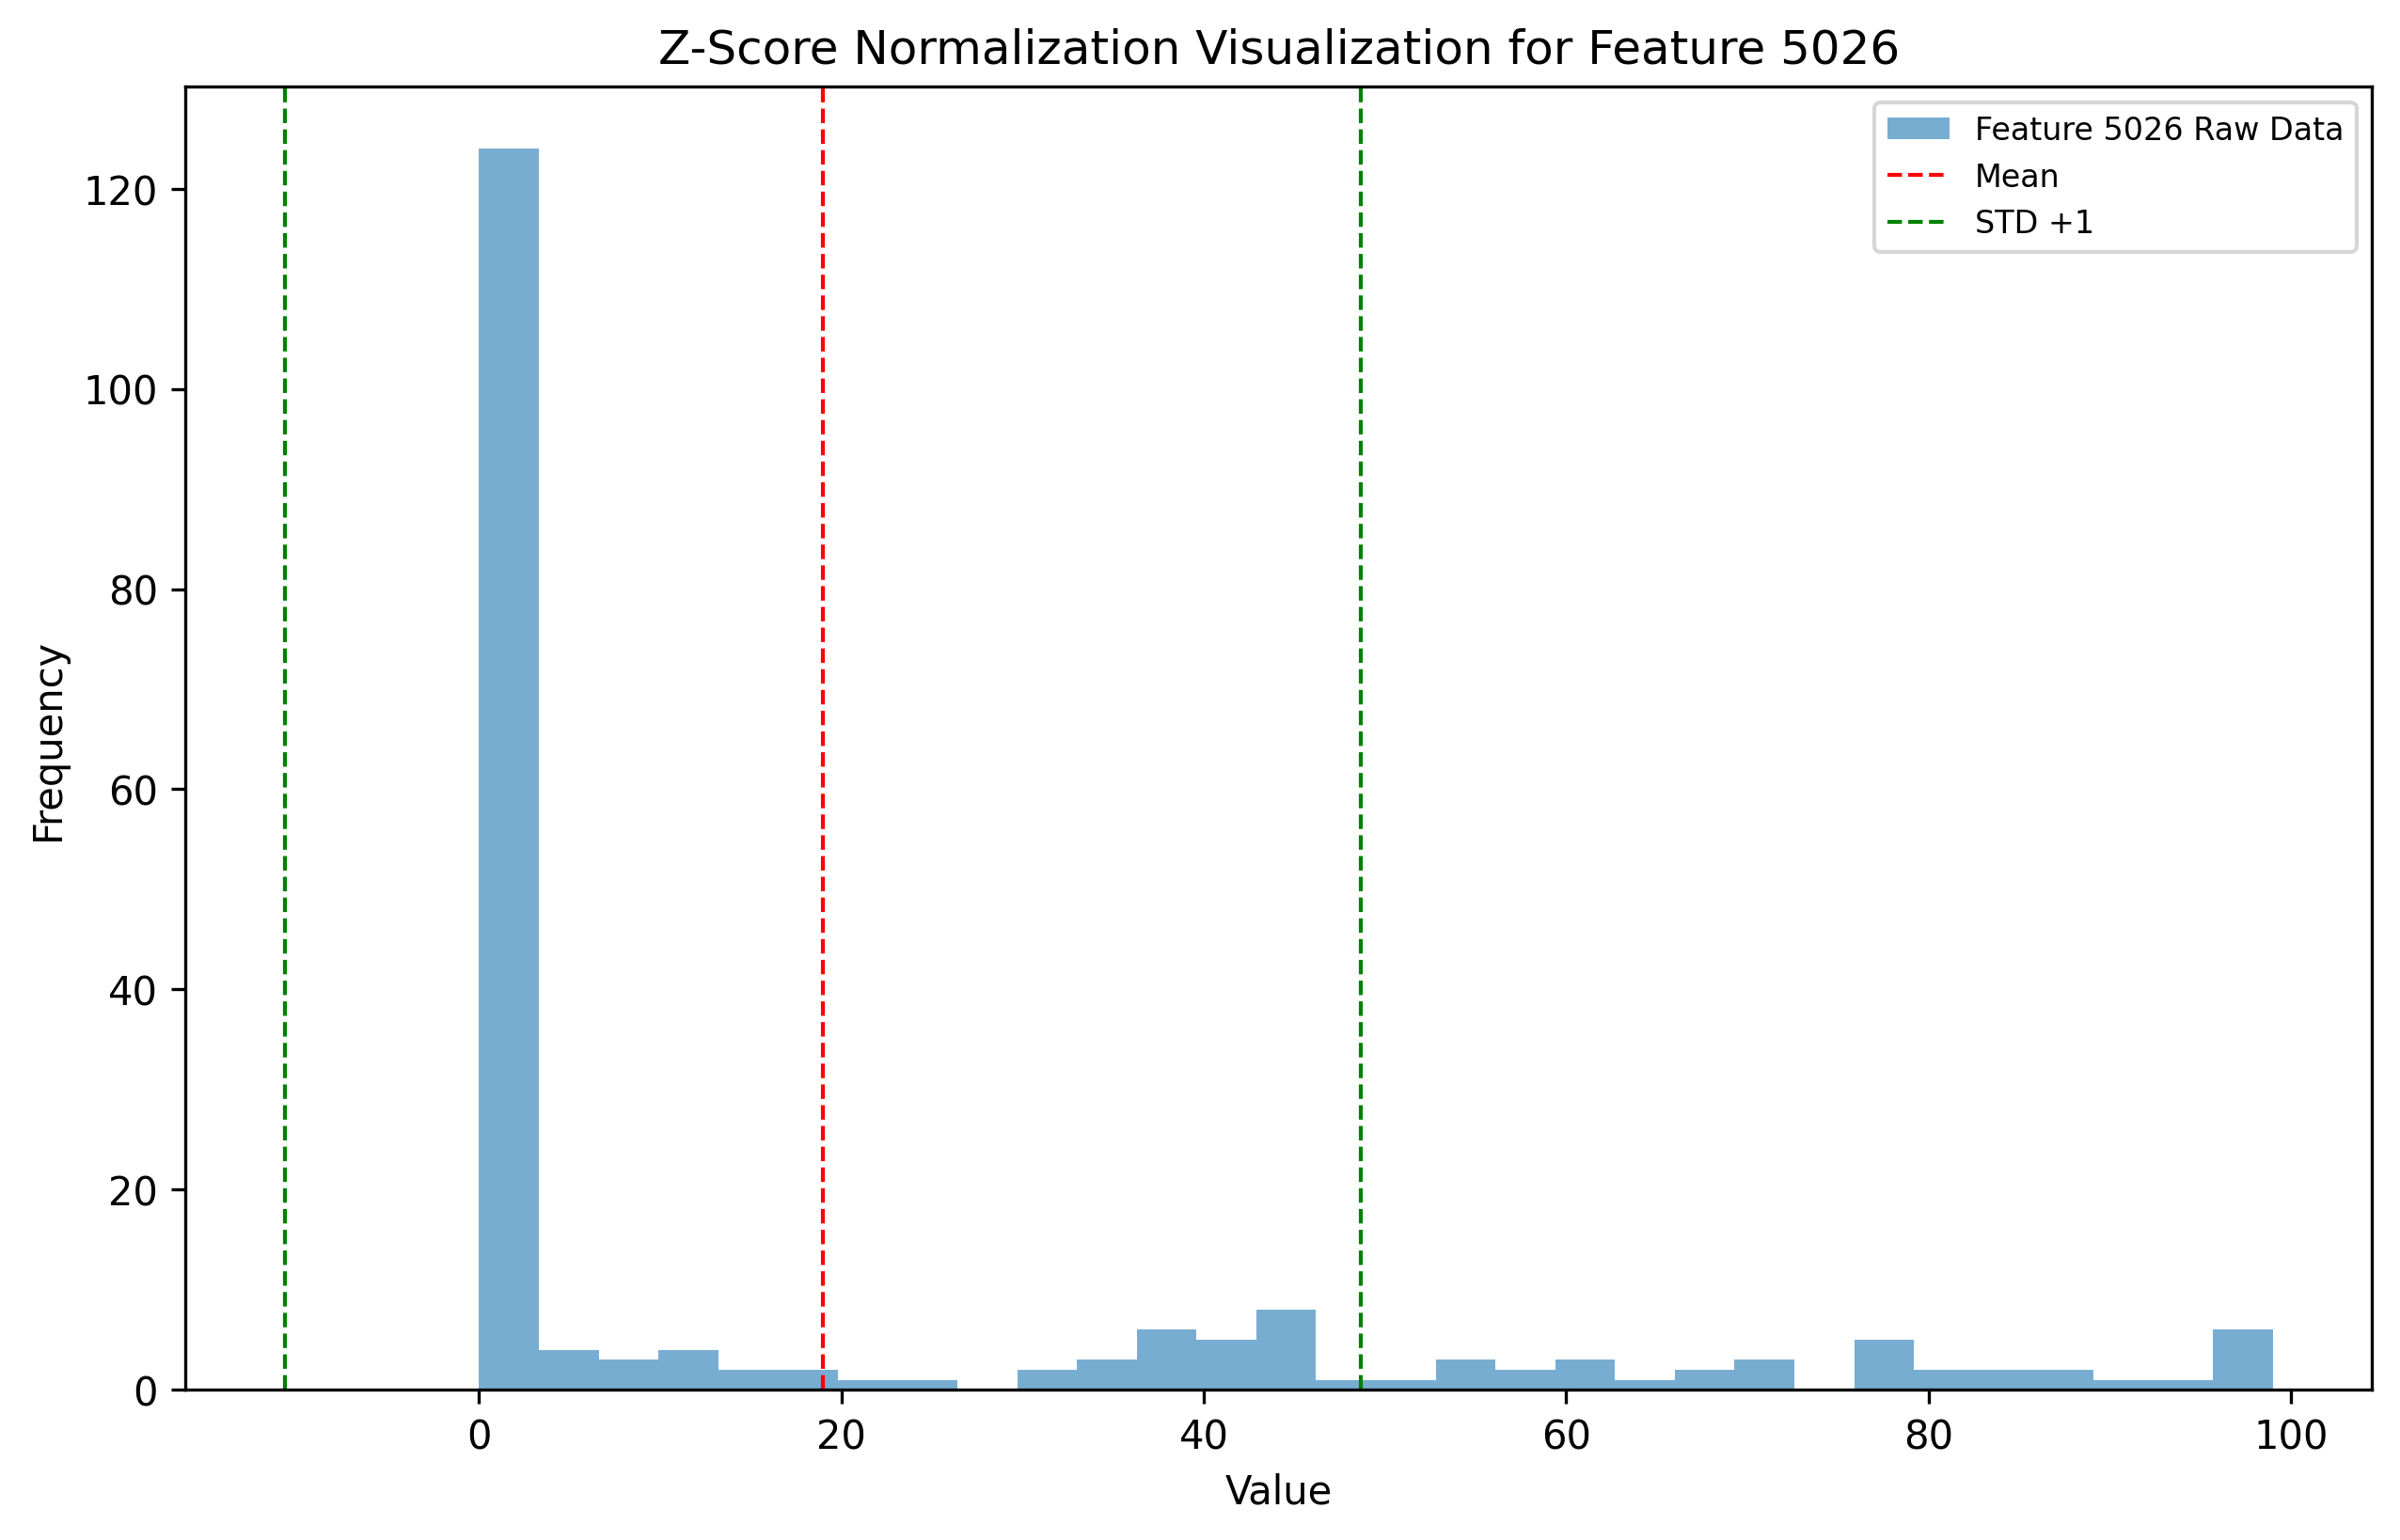 Z-Score Normalization Visualization for Feature 5026
Feature 5026 Raw Data
Mean
STD +1
120
100
80
60
40
20
0
Frequency
0 20 40 60 80 100
Value